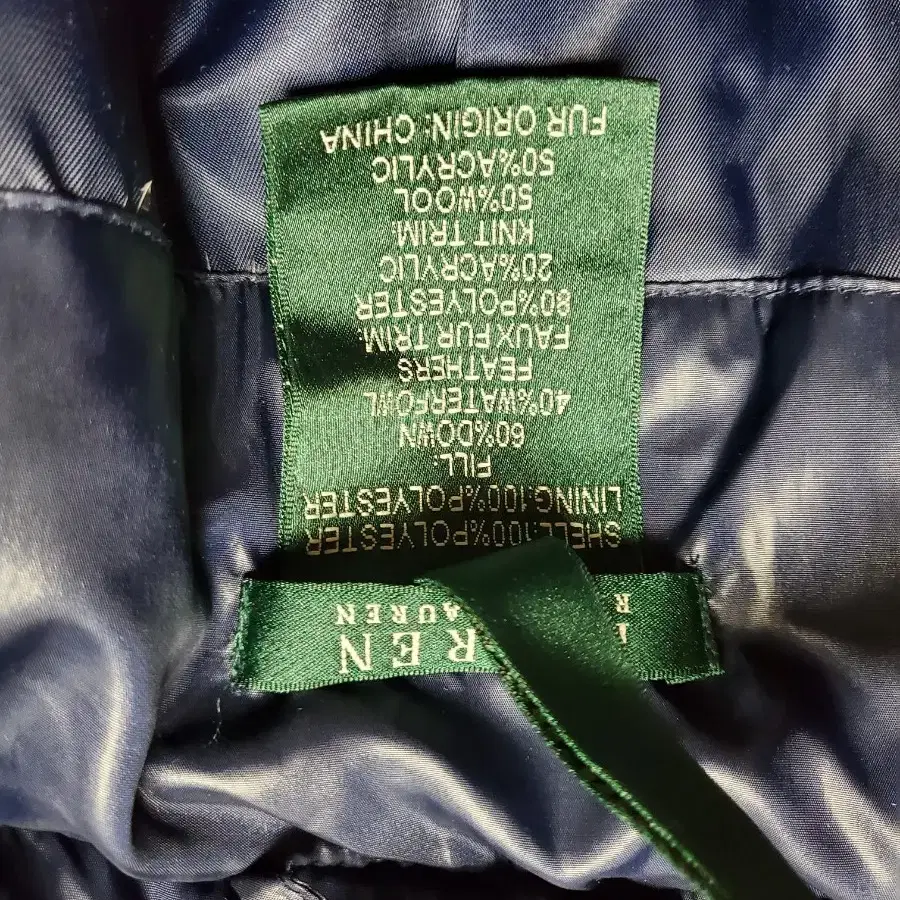 L REN
R AUREN
SHELL:100%POLYESTER
LINING:100%POLYESTER
FILL:
60%DOWN
40%WATERFOWL
FEATHERS
FAUX FUR TRIM:
80%POLYESTER
20%ACRYLIC
KNIT TRIM:
50%WOOL
50%ACRYLIC
FUR ORIGIN: CHINA